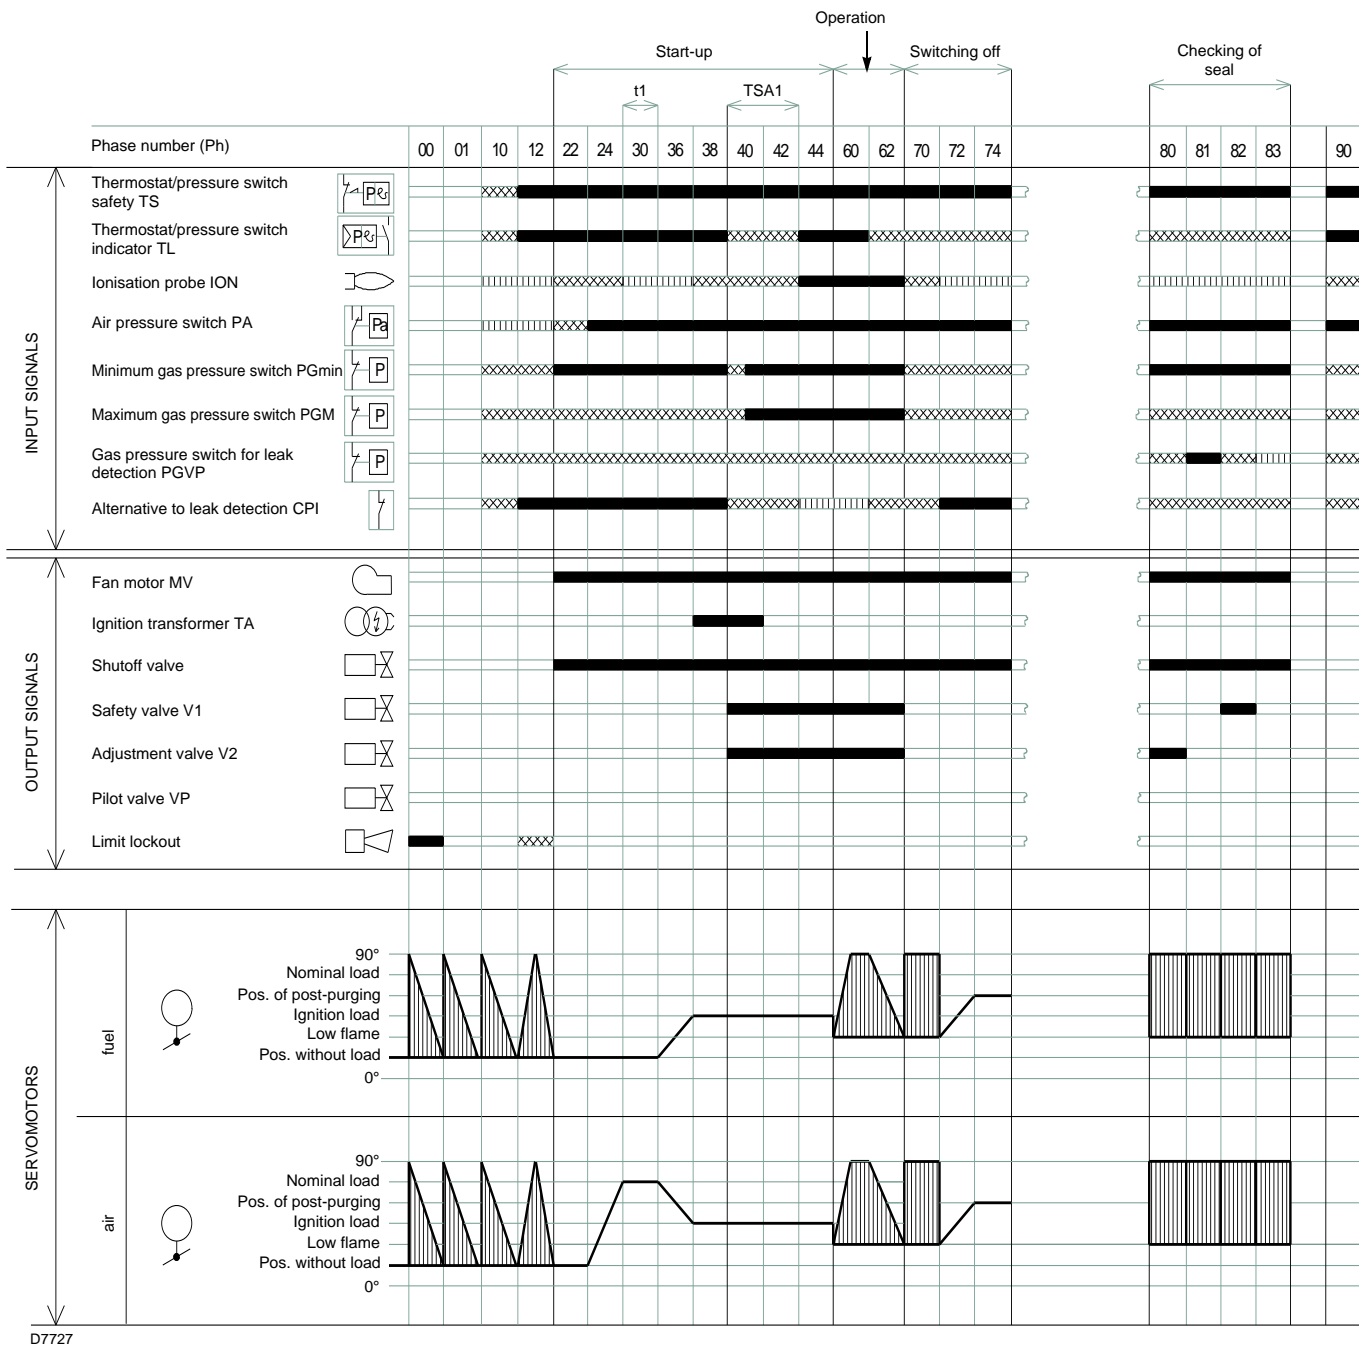 Operation
Start-up
Switching off
Checking of
seal
t1
TSA1
Phase number (Ph)
00 01 10 12 22 24 30 36 38 40 42 44 60 62 70 72 74 80 81 82 83 90
INPUT SIGNALS
Thermostat/pressure switch
safety TS
P
Thermostat/pressure switch
indicator TL
P
Ionisation probe ION
Air pressure switch PA
Pa
Minimum gas pressure switch PGmin
P
Maximum gas pressure switch PGM
P
Gas pressure switch for leak
detection PGVP
P
Alternative to leak detection CPI
OUTPUT SIGNALS
Fan motor MV
Ignition transformer TA
Shutoff valve
Safety valve V1
Adjustment valve V2
Pilot valve VP
Limit lockout
SERVOMOTORS
fuel
90°
Nominal load
Pos. of post-purging
Ignition load
Low flame
Pos. without load
0°
air
90°
Nominal load
Pos. of post-purging
Ignition load
Low flame
Pos. without load
0°
D7727